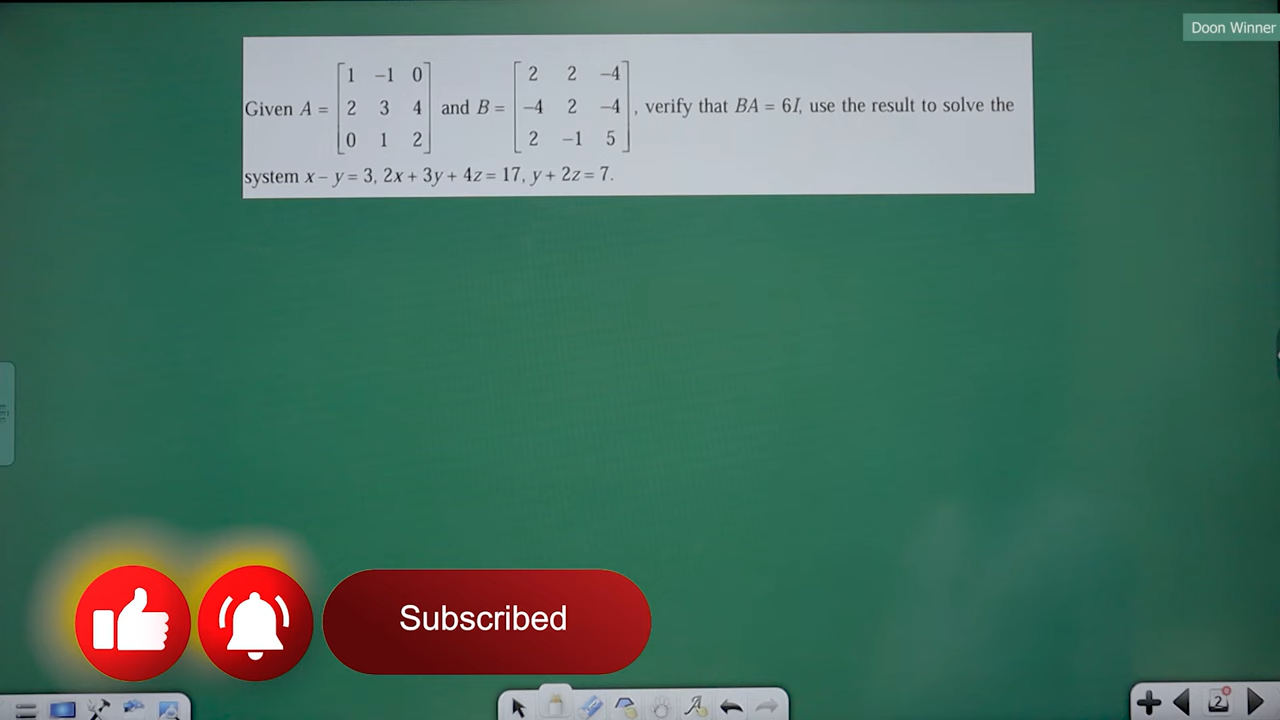 Doon Winner
Given A = [1 -1 0; 2 3 4; 0 1 2] and B = [2 2 -4; -4 2 -4; 2 -1 5], verify that BA = 6I, use the result to solve the
system x – y = 3, 2x + 3y + 4z = 17, y + 2z = 7.
Subscribed
2